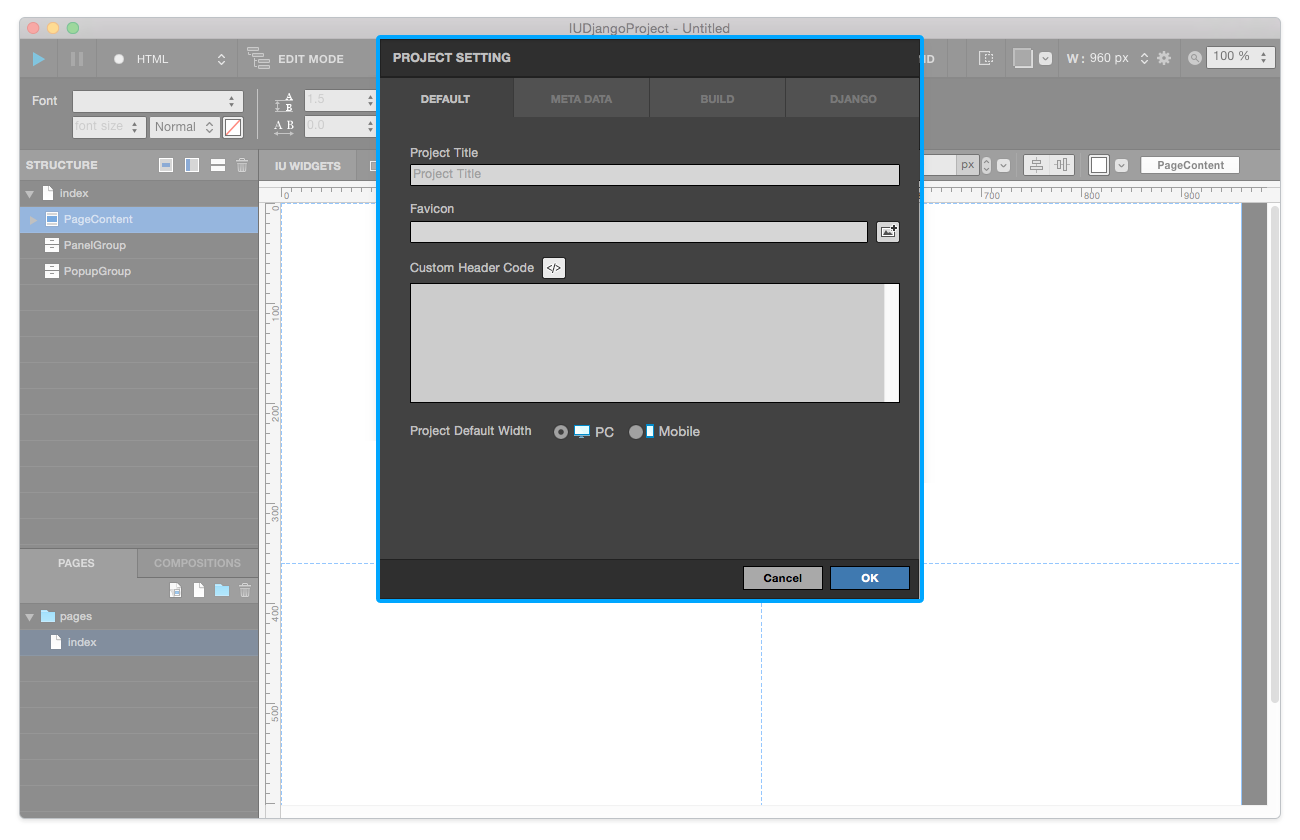 IUDjangoProject - Untitled
HTML
EDIT MODE
W: 960 px
100 %
Font
1.5
font size
Normal
0.0
A
B
A B
STRUCTURE
IU WIDGETS
px
PageContent
index
PageContent
PanelGroup
PopupGroup
0
700
800
900
0
100
200
300
400
500
PROJECT SETTING
DEFAULT
META DATA
BUILD
DJANGO
Project Title
Project Title
Favicon
Custom Header Code
</>
Project Default Width
PC
Mobile
Cancel
OK
PAGES
COMPOSITIONS
pages
index